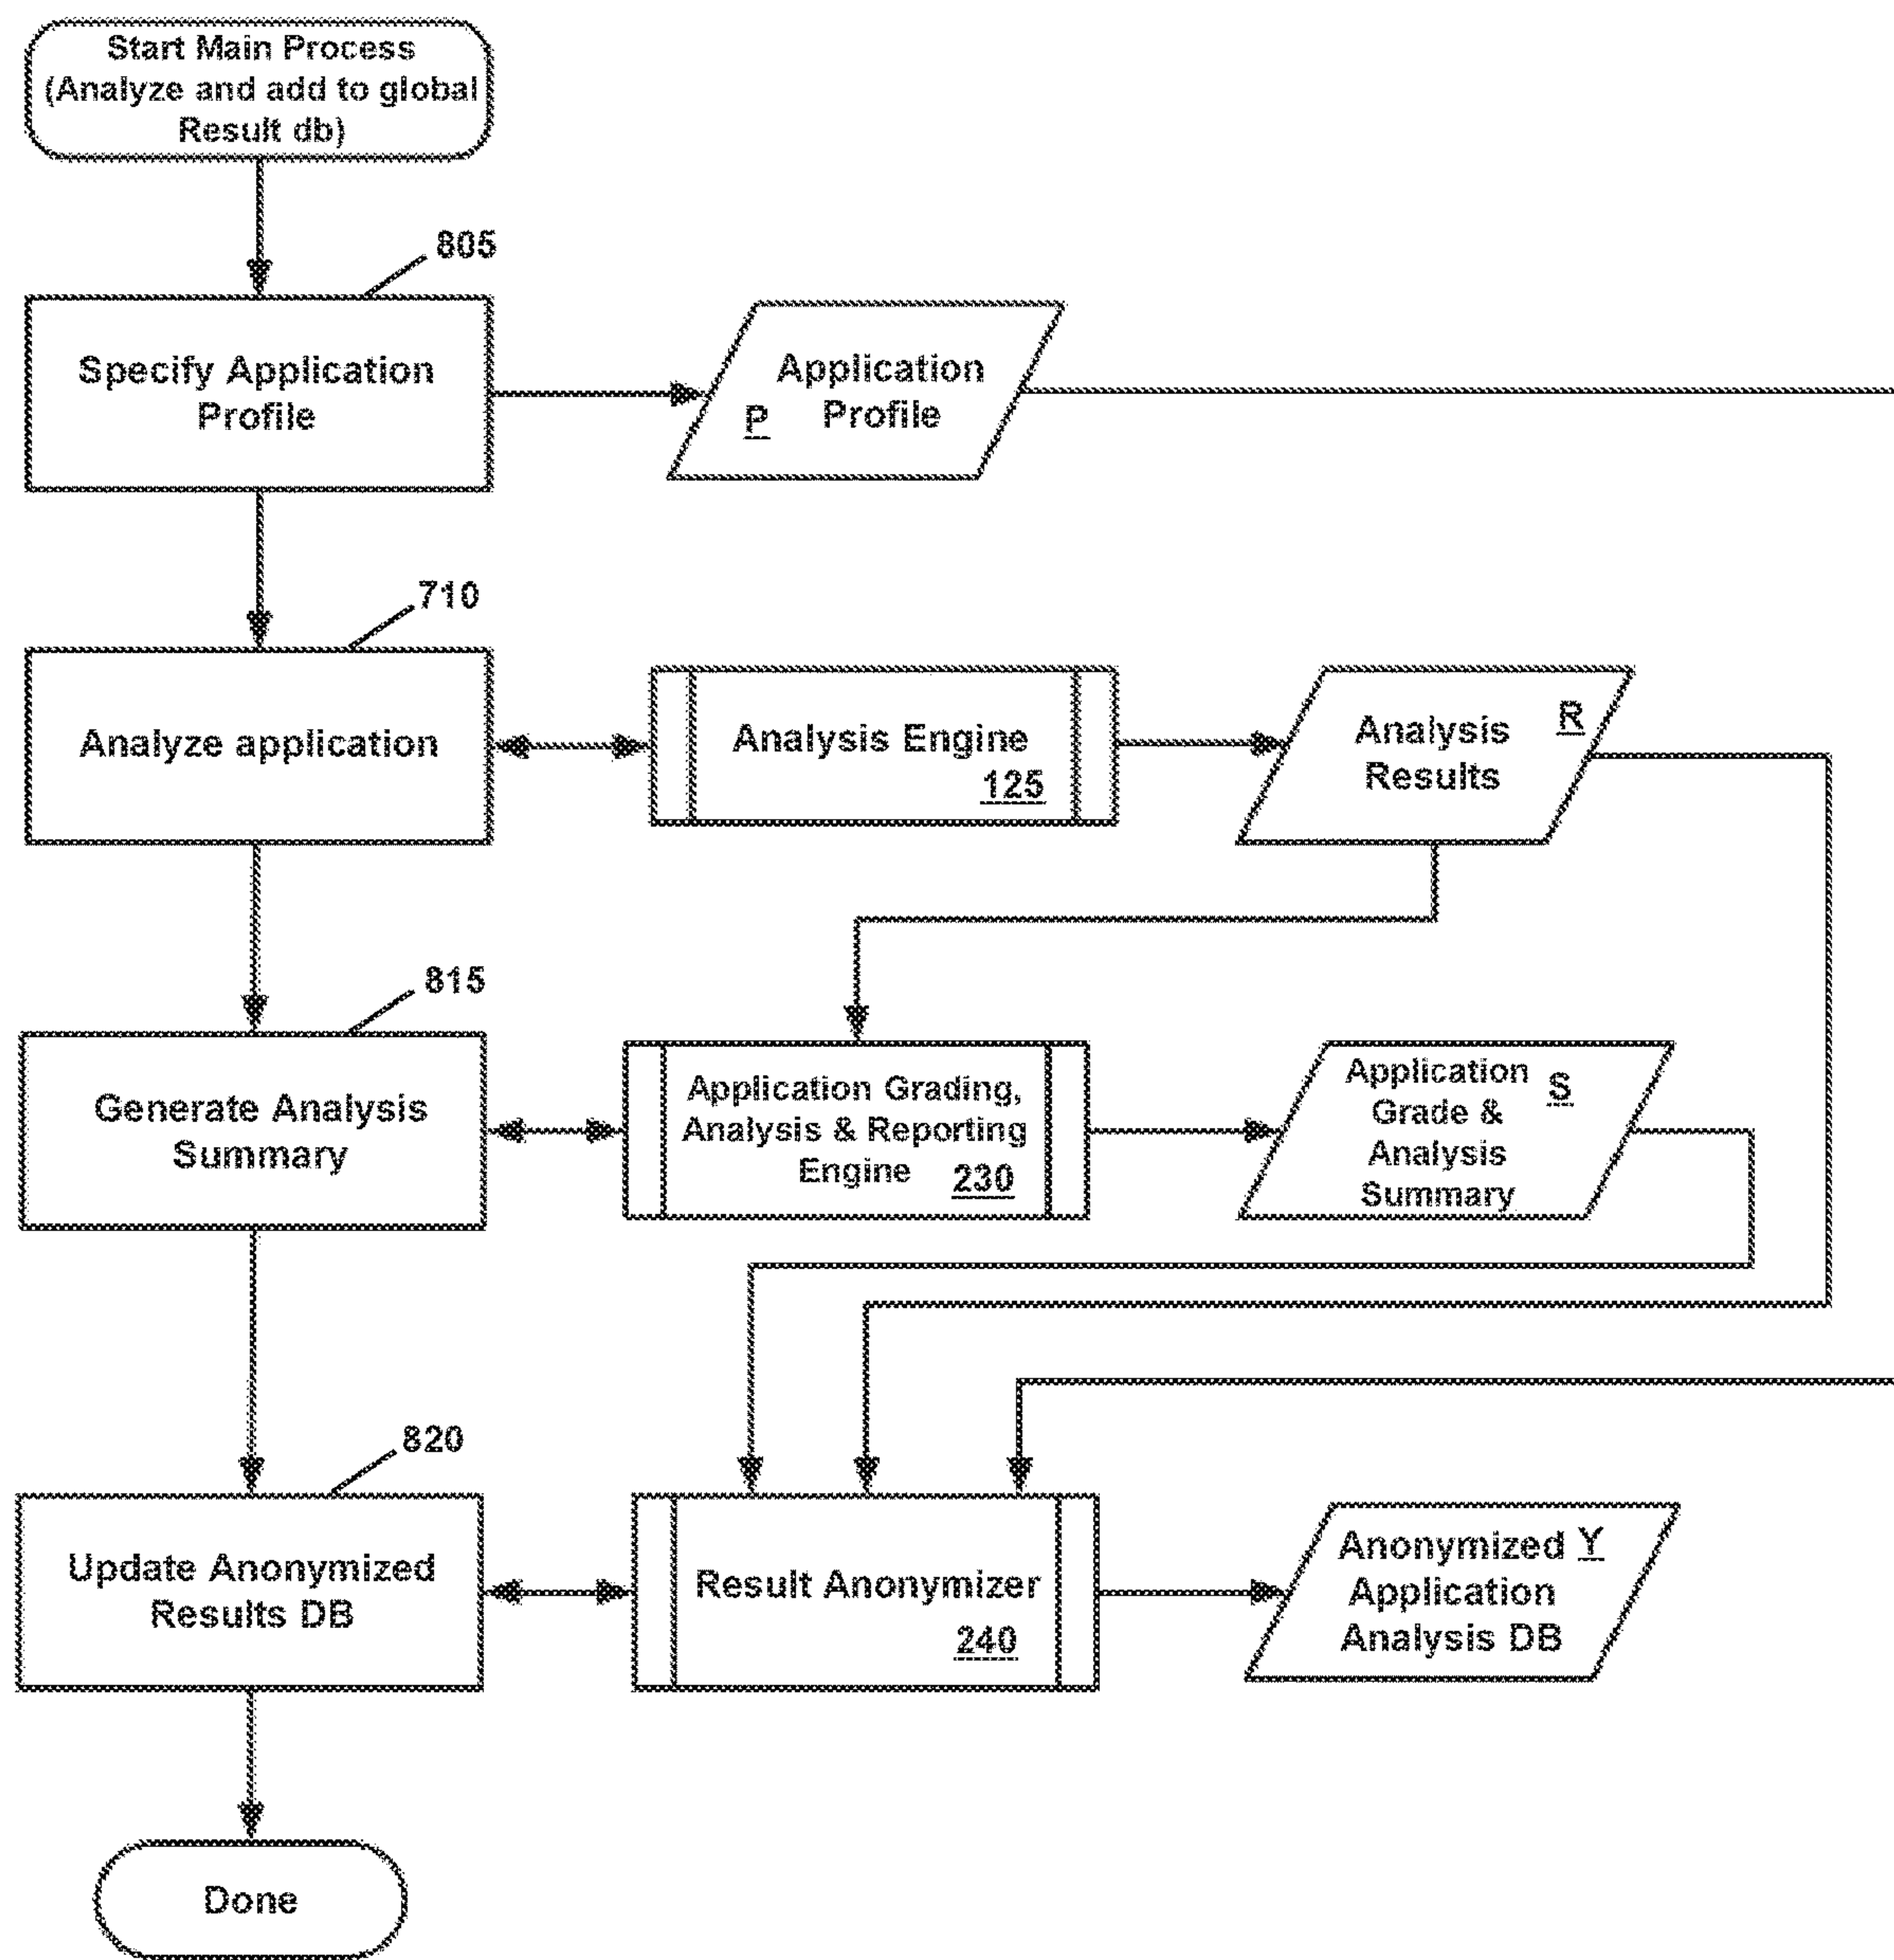 Start Main Process
(Analyze and add to global
Result db)
805
Specify Application
Profile
Application
P Profile
710
Analyze application
Analysis Engine
125
R
Analysis
Results
815
Generate Analysis
Summary
Application Grading,
Analysis & Reporting
Engine 230
Application S
Grade &
Analysis
Summary
820
Update Anonymized
Results DB
Result Anonymizer
240
Anonymized Y
Application
Analysis DB
Done